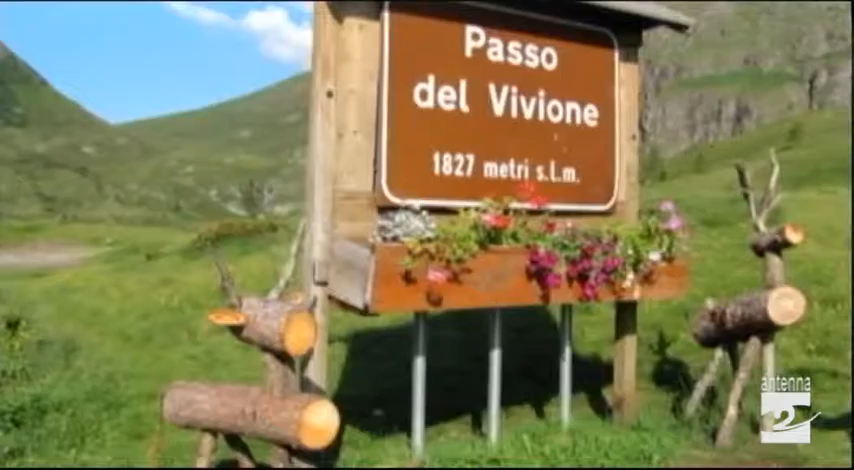 Passo
del Vivione
1827 metri s.l.m.
antenna
2